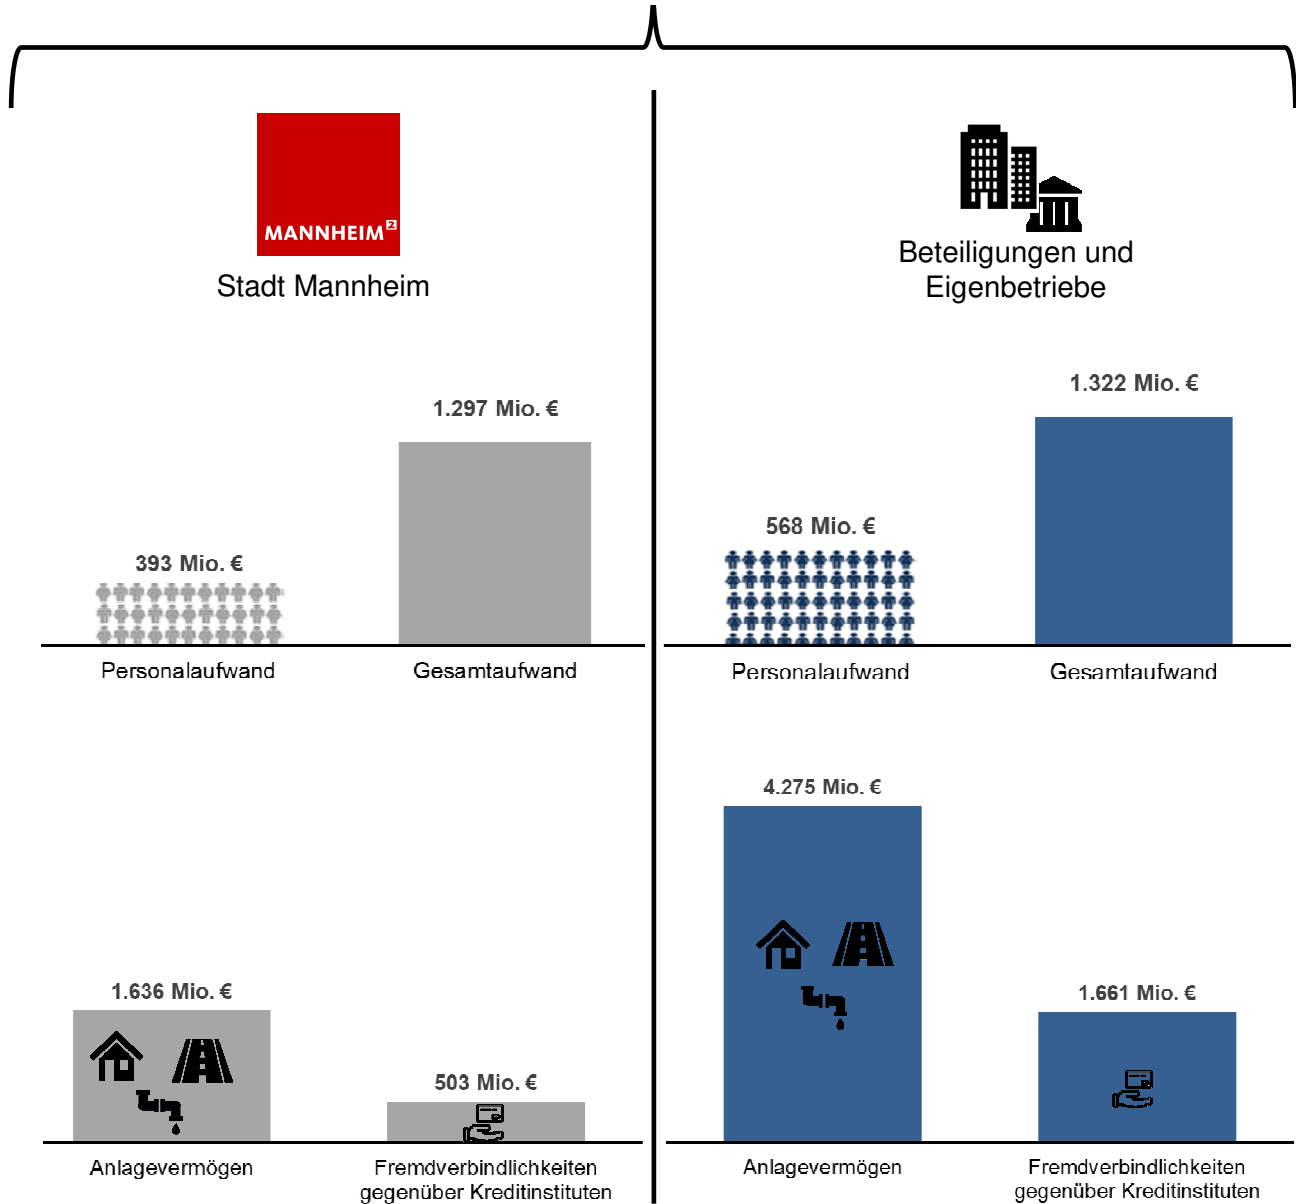 MANNHEIM²
Stadt Mannheim
1.297 Mio. €
393 Mio. €
Personalaufwand
Gesamtaufwand
1.636 Mio. €
503 Mio. €
Anlagevermögen
Fremdverbindlichkeiten
gegenüber Kreditinstituten
Beteiligungen und
Eigenbetriebe
1.322 Mio. €
568 Mio. €
Personalaufwand
Gesamtaufwand
4.275 Mio. €
1.661 Mio. €
Anlagevermögen
Fremdverbindlichkeiten
gegenüber Kreditinstituten